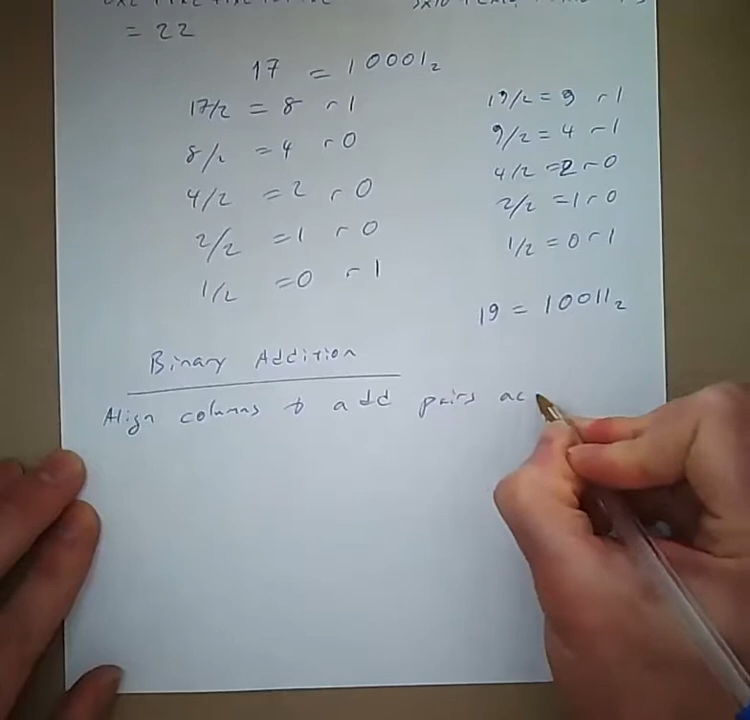 = 22
17 = 10001₂
17/2 = 8 r 1
8/2 = 4 r 0
4/2 = 2 r 0
2/2 = 1 r 0
1/2 = 0 r 1
19/2 = 9 r 1
9/2 = 4 r 1
4/2 = 2 r 0
2/2 = 1 r 0
1/2 = 0 r 1
19 = 10011₂
Binary Addition
Align columns to add pairs ac